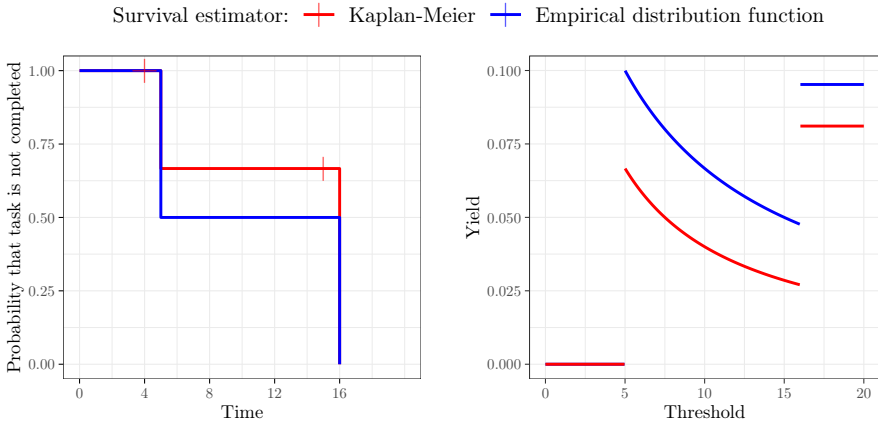 Survival estimator: Kaplan-Meier Empirical distribution function
Probability that task is not completed
1.00
0.75
0.50
0.25
0.00
0 4 8 12 16
Time
Yield
0.100
0.075
0.050
0.025
0.000
0 5 10 15 20
Threshold